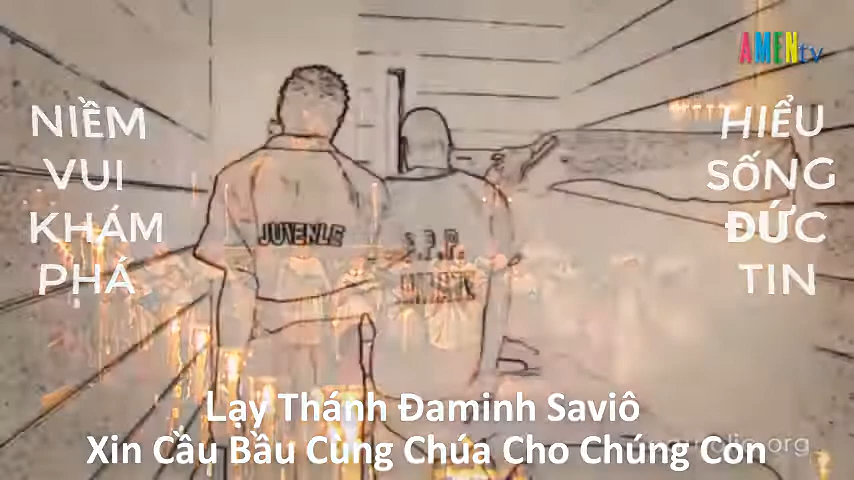 AMENtv
NIỀM
VUI
KHÁM
PHÁ
HIỂU
SỐNG
ĐỨC
TIN
JUVENLE
S.P.P.
Lạy Thánh Đaminh Saviô
Xin Cầu Bầu Cùng Chúa Cho Chúng Con
.org